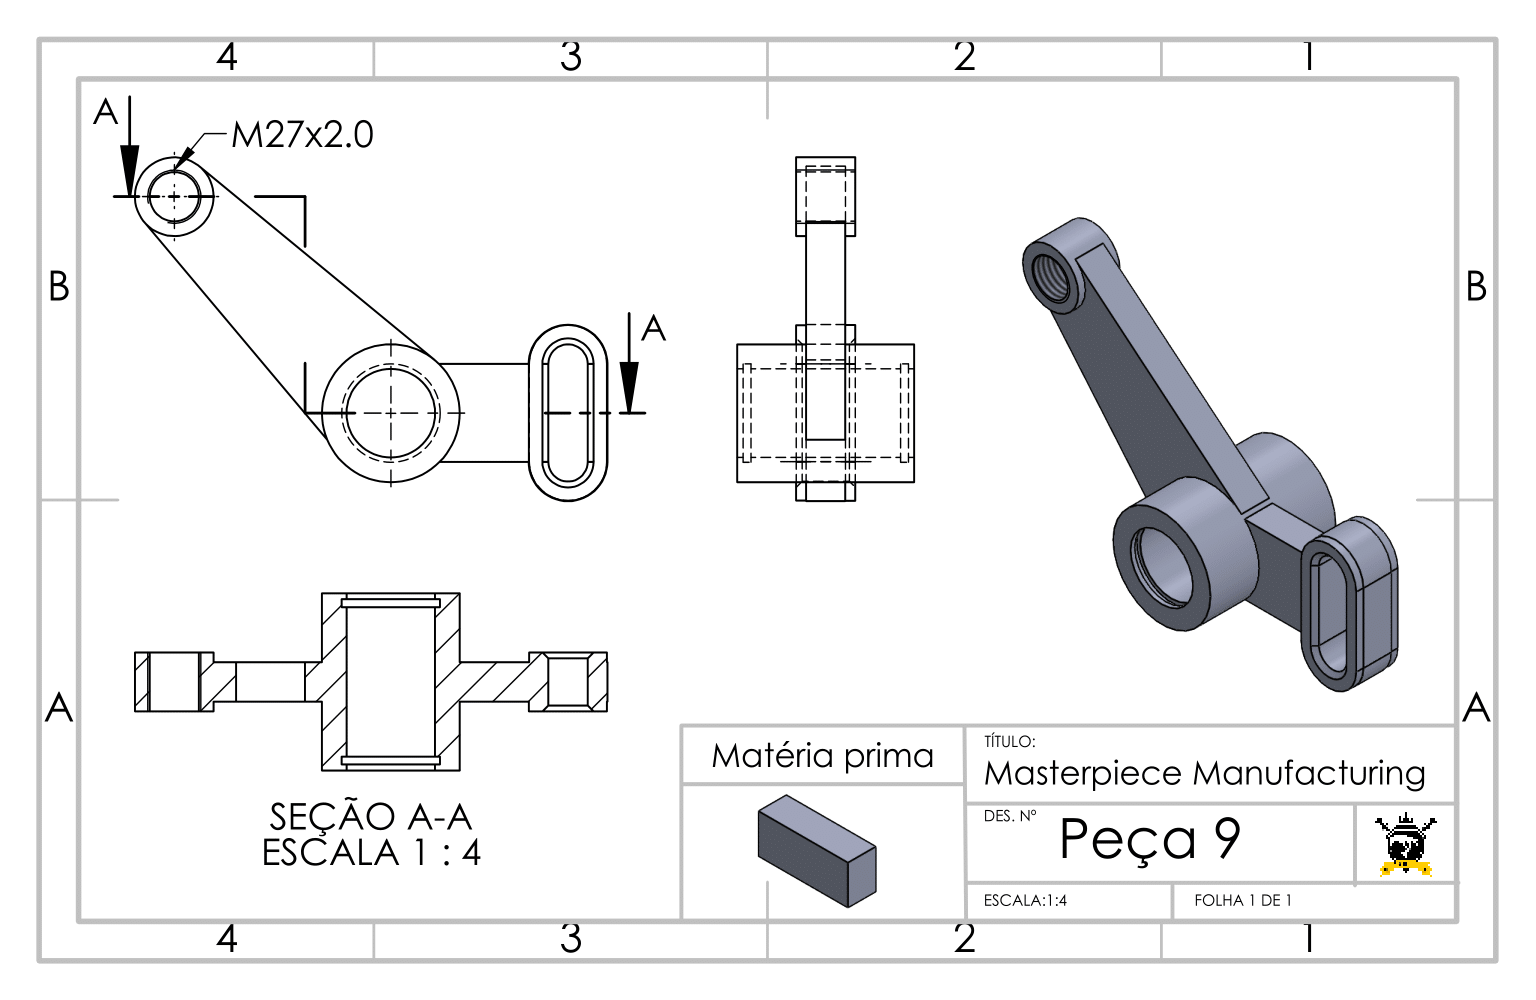 4 3 2 1
A
M27x2.0
B B
A
A A
SEÇÃO A-A
ESCALA 1 : 4
Matéria prima
TÍTULO:
Masterpiece Manufacturing
DES. Nº
Peça 9
ESCALA:1:4
FOLHA 1 DE 1
4 3 2 1